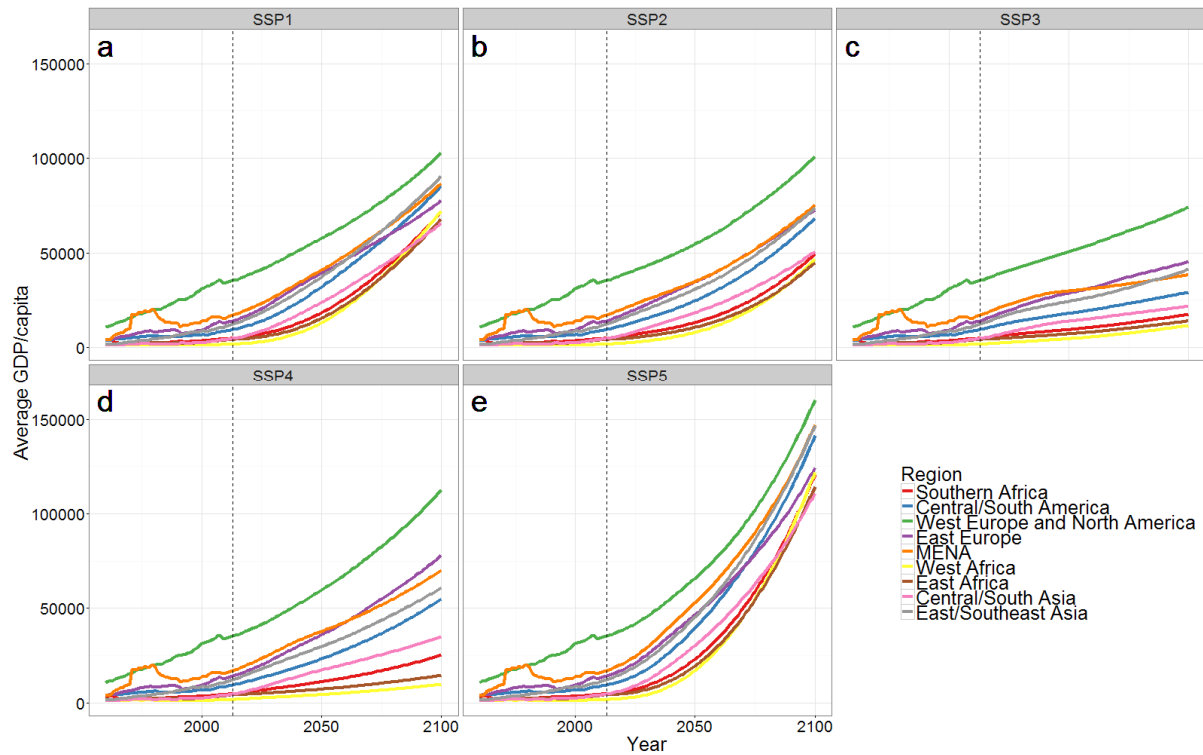 SSP1
SSP2
SSP3
a
b
c
150000
100000
50000
0
SSP4
SSP5
d
e
150000
100000
50000
0
Average GDP/capita
2000
2050
2100
2000
2050
2100
Year
Region
Southern Africa
Central/South America
West Europe and North America
East Europe
MENA
West Africa
East Africa
Central/South Asia
East/Southeast Asia